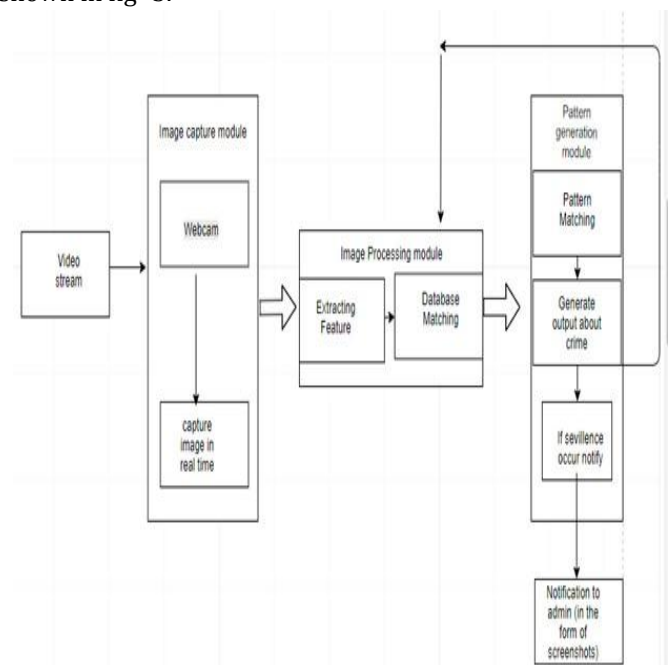 Video
stream
Image capture module
Webcam
capture
image in
real time
Image Processing module
Extracting
Feature
Database
Matching
Pattern
generation
module
Pattern
Matching
Generate
output about
crime
If sevillence
occur notify
Notification to
admin (in the
form of
screenshots)